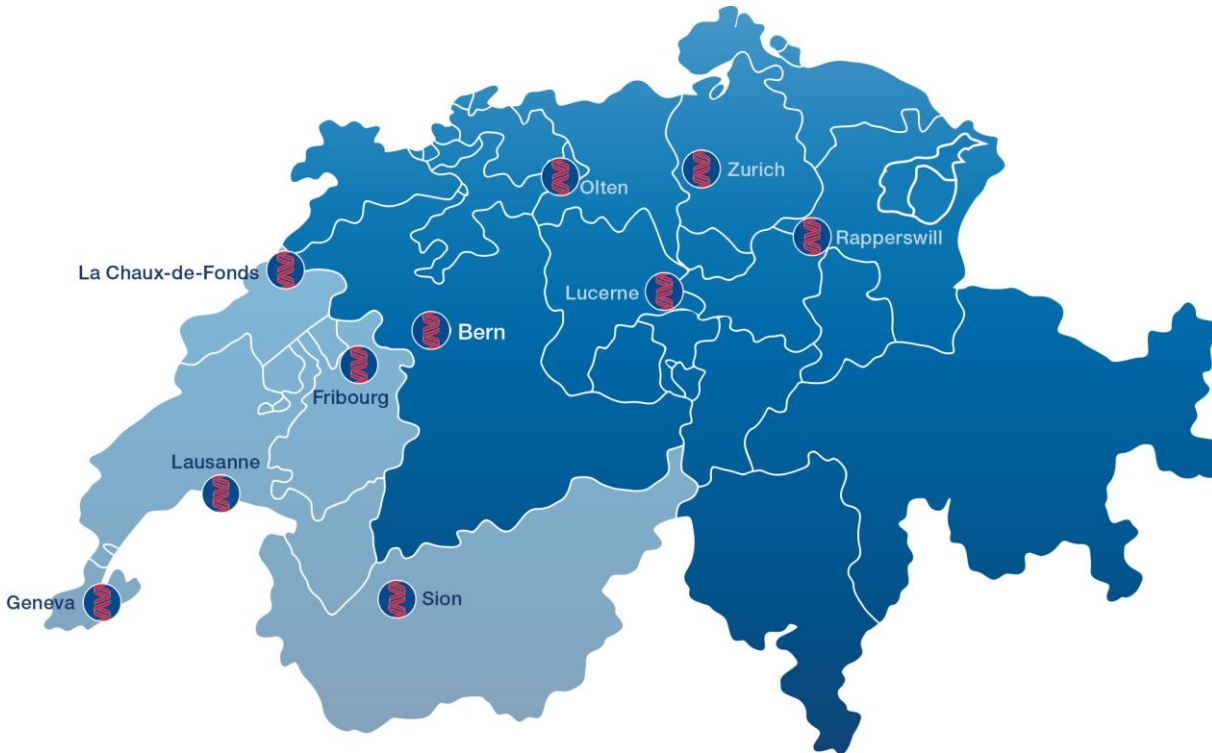 Zurich
Olten
Rapperswill
La Chaux-de-Fonds
Lucerne
Bern
Fribourg
Lausanne
Geneva
Sion